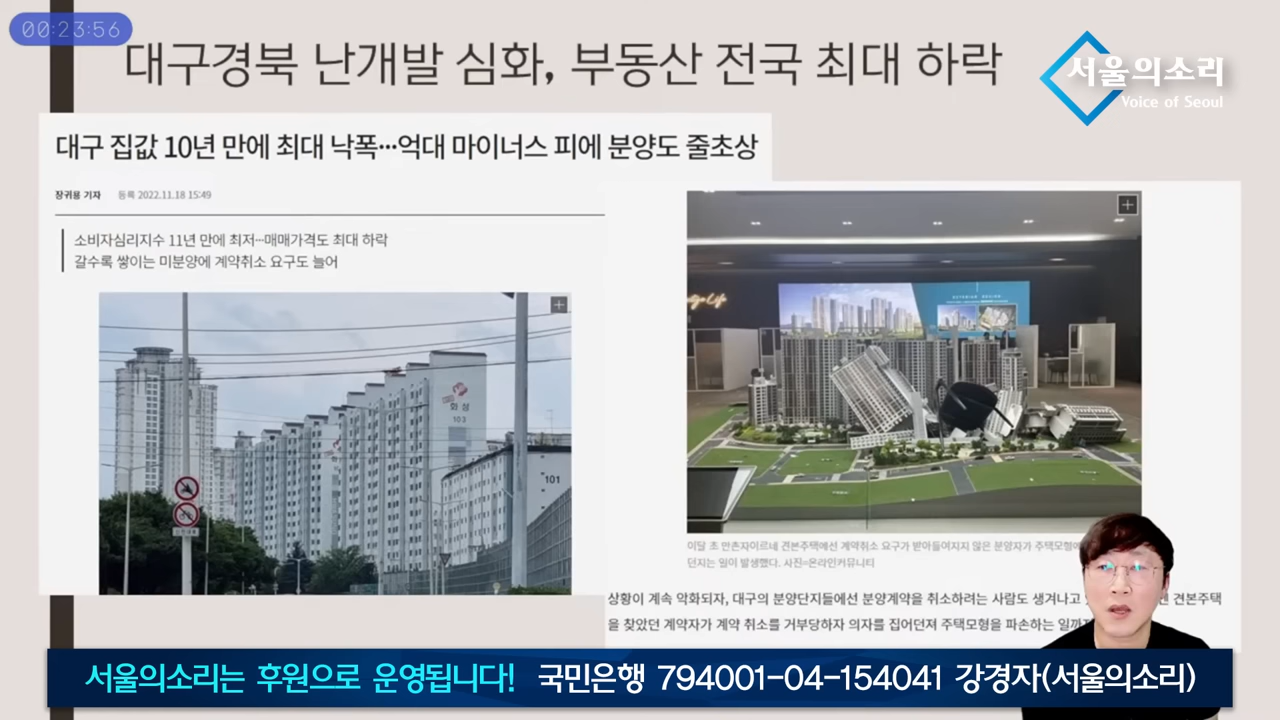 00:23:56
대구경북 난개발 심화, 부동산 전국 최대 하락
서울의소리
Voice of Seoul
대구 집값 10년 만에 최대 낙폭…억대 마이너스 피에 분양도 줄초상
장귀용 기자 등록 2022.11.18 15:49
소비자심리지수 11년 만에 최저…매매가격도 최대 하락
갈수록 쌓이는 미분양에 계약취소 요구도 늘어
화성
103
101
이달 초 만촌자이르네 견본주택에선 계약취소 요구가 받아들여지지 않은 분양자가 주택모형에
던지는 일이 발생했다. 사진=온라인커뮤니티
상황이 계속 악화되자, 대구의 분양단지들에선 분양계약을 취소하려는 사람도 생겨나고 견본주택
을 찾았던 계약자가 계약 취소를 거부당하자 의자를 집어던져 주택모형을 파손하는 일까지
서울의소리는 후원으로 운영됩니다! 국민은행 794001-04-154041 강경자(서울의소리)